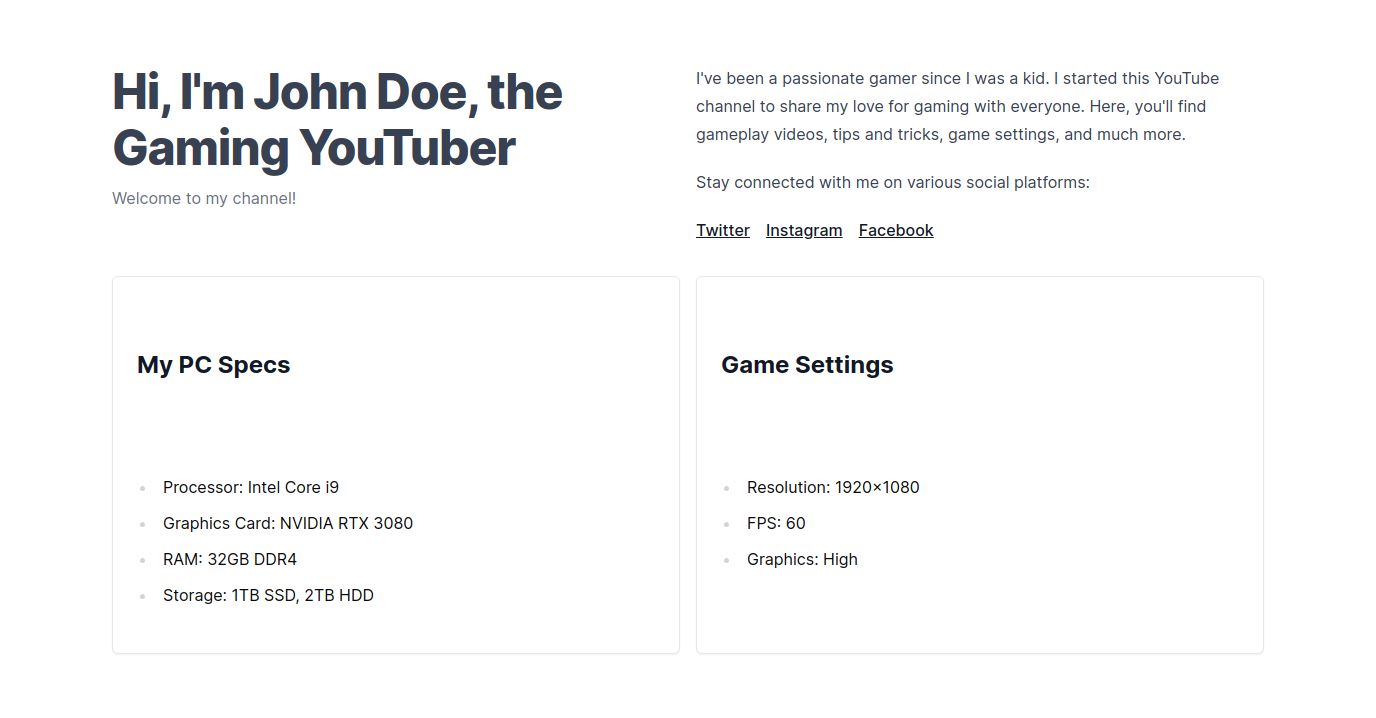 Hi, I'm John Doe, the
Gaming YouTuber
Welcome to my channel!
I've been a passionate gamer since I was a kid. I started this YouTube
channel to share my love for gaming with everyone. Here, you'll find
gameplay videos, tips and tricks, game settings, and much more.
Stay connected with me on various social platforms:
Twitter Instagram Facebook
My PC Specs
Processor: Intel Core i9
Graphics Card: NVIDIA RTX 3080
RAM: 32GB DDR4
Storage: 1TB SSD, 2TB HDD
Game Settings
Resolution: 1920×1080
FPS: 60
Graphics: High